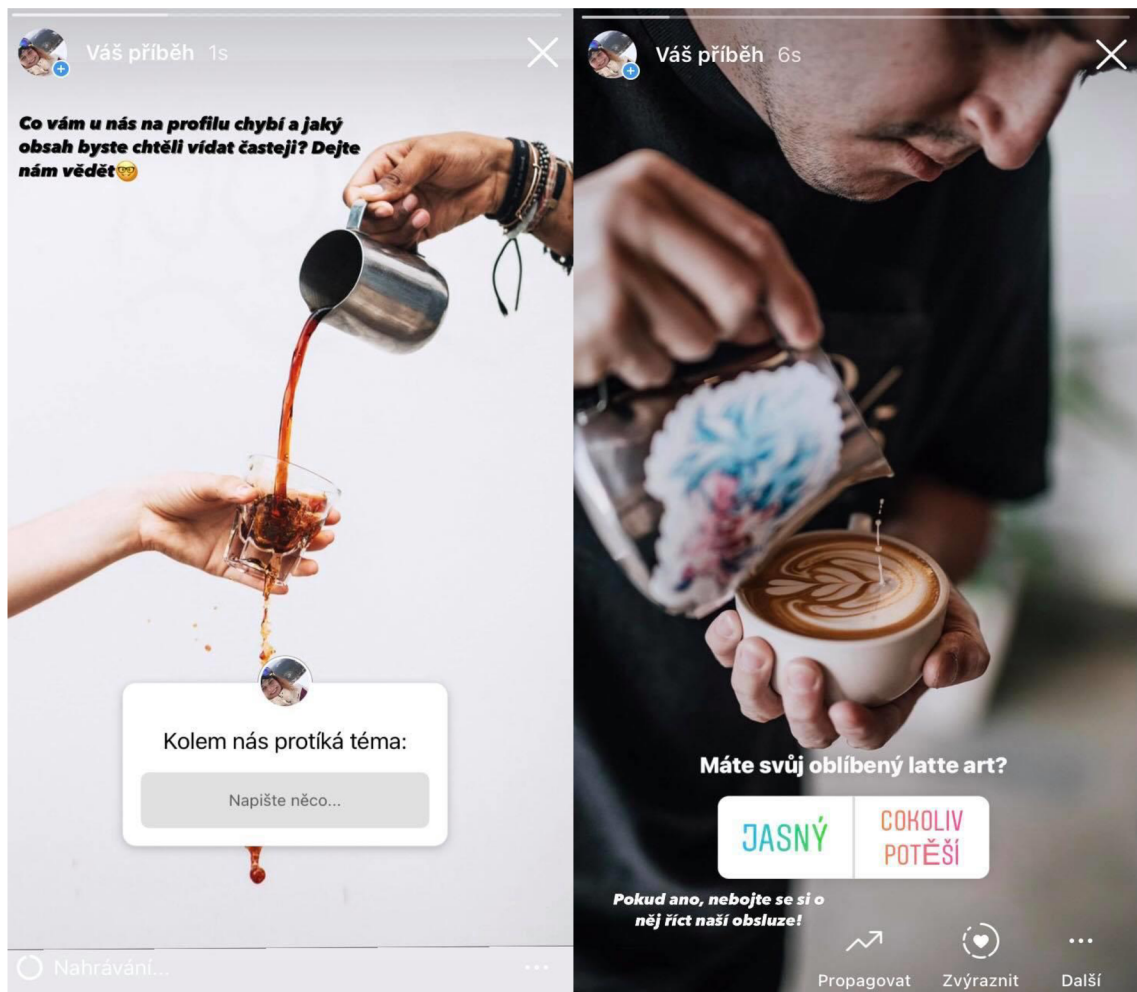 Váš příběh 1s
Co vám u nás na profilu chybí a jaký
obsah byste chtěli vídat časteji? Dejte
nám vědět🤓
Kolem nás protíká téma:
Napište něco...
Nahrávání...
Váš příběh 6s
Máte svůj oblíbený latte art?
JASNÝ
COKOLIV
POTĚŠÍ
Pokud ano, nebojte se si o
něj říct naší obsluze!
Propagovat Zvýraznit Další